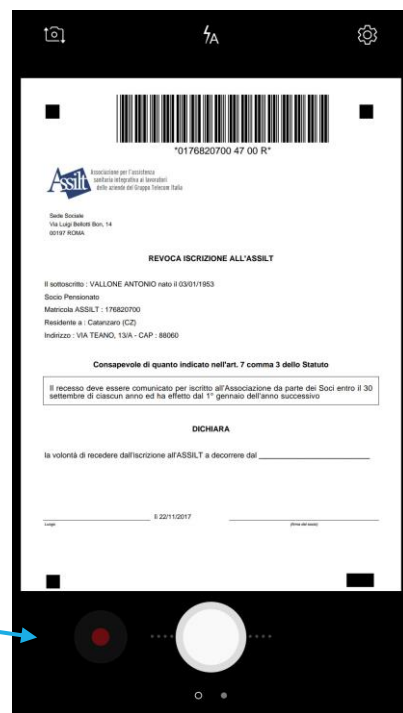 *0176820700 47 00 R*
Assilt
Associazione per l'assistenza
sanitaria integrativa ai lavoratori
delle aziende del Gruppo Telecom Italia
Sede Sociale
Via Luigi Bellotti Bon, 14
00197 ROMA
REVOCA ISCRIZIONE ALL'ASSILT
Il sottoscritto : VALLONE ANTONIO nato il 03/01/1953
Socio Pensionato
Matricola ASSILT : 176820700
Residente a : Catanzaro (CZ)
Indirizzo : VIA TEANO, 13/A - CAP : 88060
Consapevole di quanto indicato nell'art. 7 comma 3 dello Statuto
Il recesso deve essere comunicato per iscritto all'Associazione da parte dei Soci entro il 30
settembre di ciascun anno ed ha effetto dal 1° gennaio dell'anno successivo
DICHIARA
la volontà di recedere dall'iscrizione all'ASSILT a decorrere dal
li 22/11/2017
Luogo
(firma del socio)